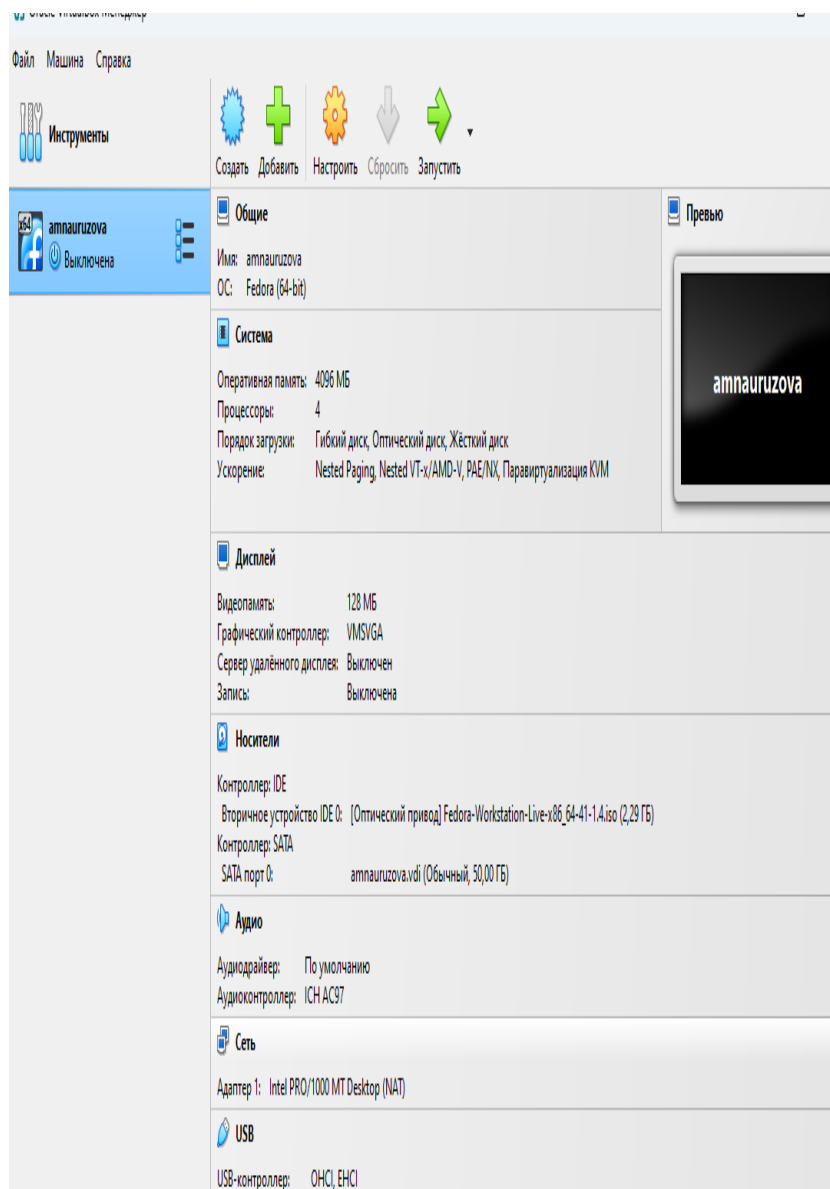 Oracle VirtualBox Менеджер
Файл Машина Справка
Инструменты
Создать Добавить Настроить Сбросить Запустить
x64
amnauruzova
Выключена
Общие
Имя: amnauruzova
ОС: Fedora (64-bit)
Превью
amnauruzova
Система
Оперативная память: 4096 МБ
Процессоры: 4
Порядок загрузки: Гибкий диск, Оптический диск, Жёсткий диск
Ускорение: Nested Paging, Nested VT-x/AMD-V, PAE/NX, Паравиртуализация KVM
Дисплей
Видеопамять: 128 МБ
Графический контроллер: VMSVGA
Сервер удалённого дисплея: Выключен
Запись: Выключена
Носители
Контроллер: IDE
Вторичное устройство IDE 0: [Оптический привод] Fedora-Workstation-Live-x86_64-41-1.4.iso (2,29 ГБ)
Контроллер: SATA
SATA порт 0: amnauruzova.vdi (Обычный, 50,00 ГБ)
Аудио
Аудиодрайвер: По умолчанию
Аудиоконтроллер: ICH AC97
Сеть
Адаптер 1: Intel PRO/1000 MT Desktop (NAT)
USB
USB-контроллер: OHCI, EHCI